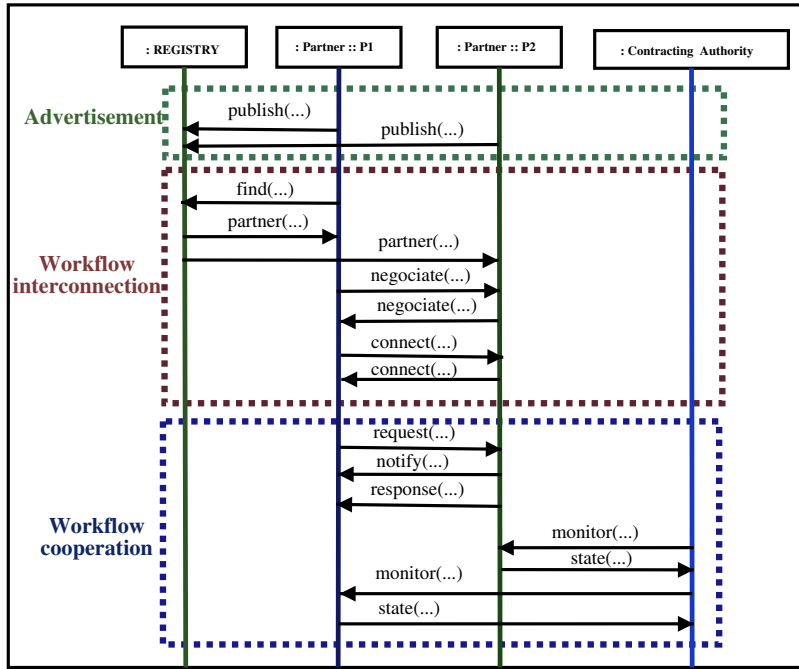 : REGISTRY
: Partner :: P1
: Partner :: P2
: Contracting Authority
Advertisement
publish(...)
publish(...)
find(...)
partner(...)
partner(...)
Workflow
interconnection
negociate(...)
negociate(...)
connect(...)
connect(...)
request(...)
notify(...)
response(...)
Workflow
cooperation
monitor(...)
state(...)
monitor(...)
state(...)